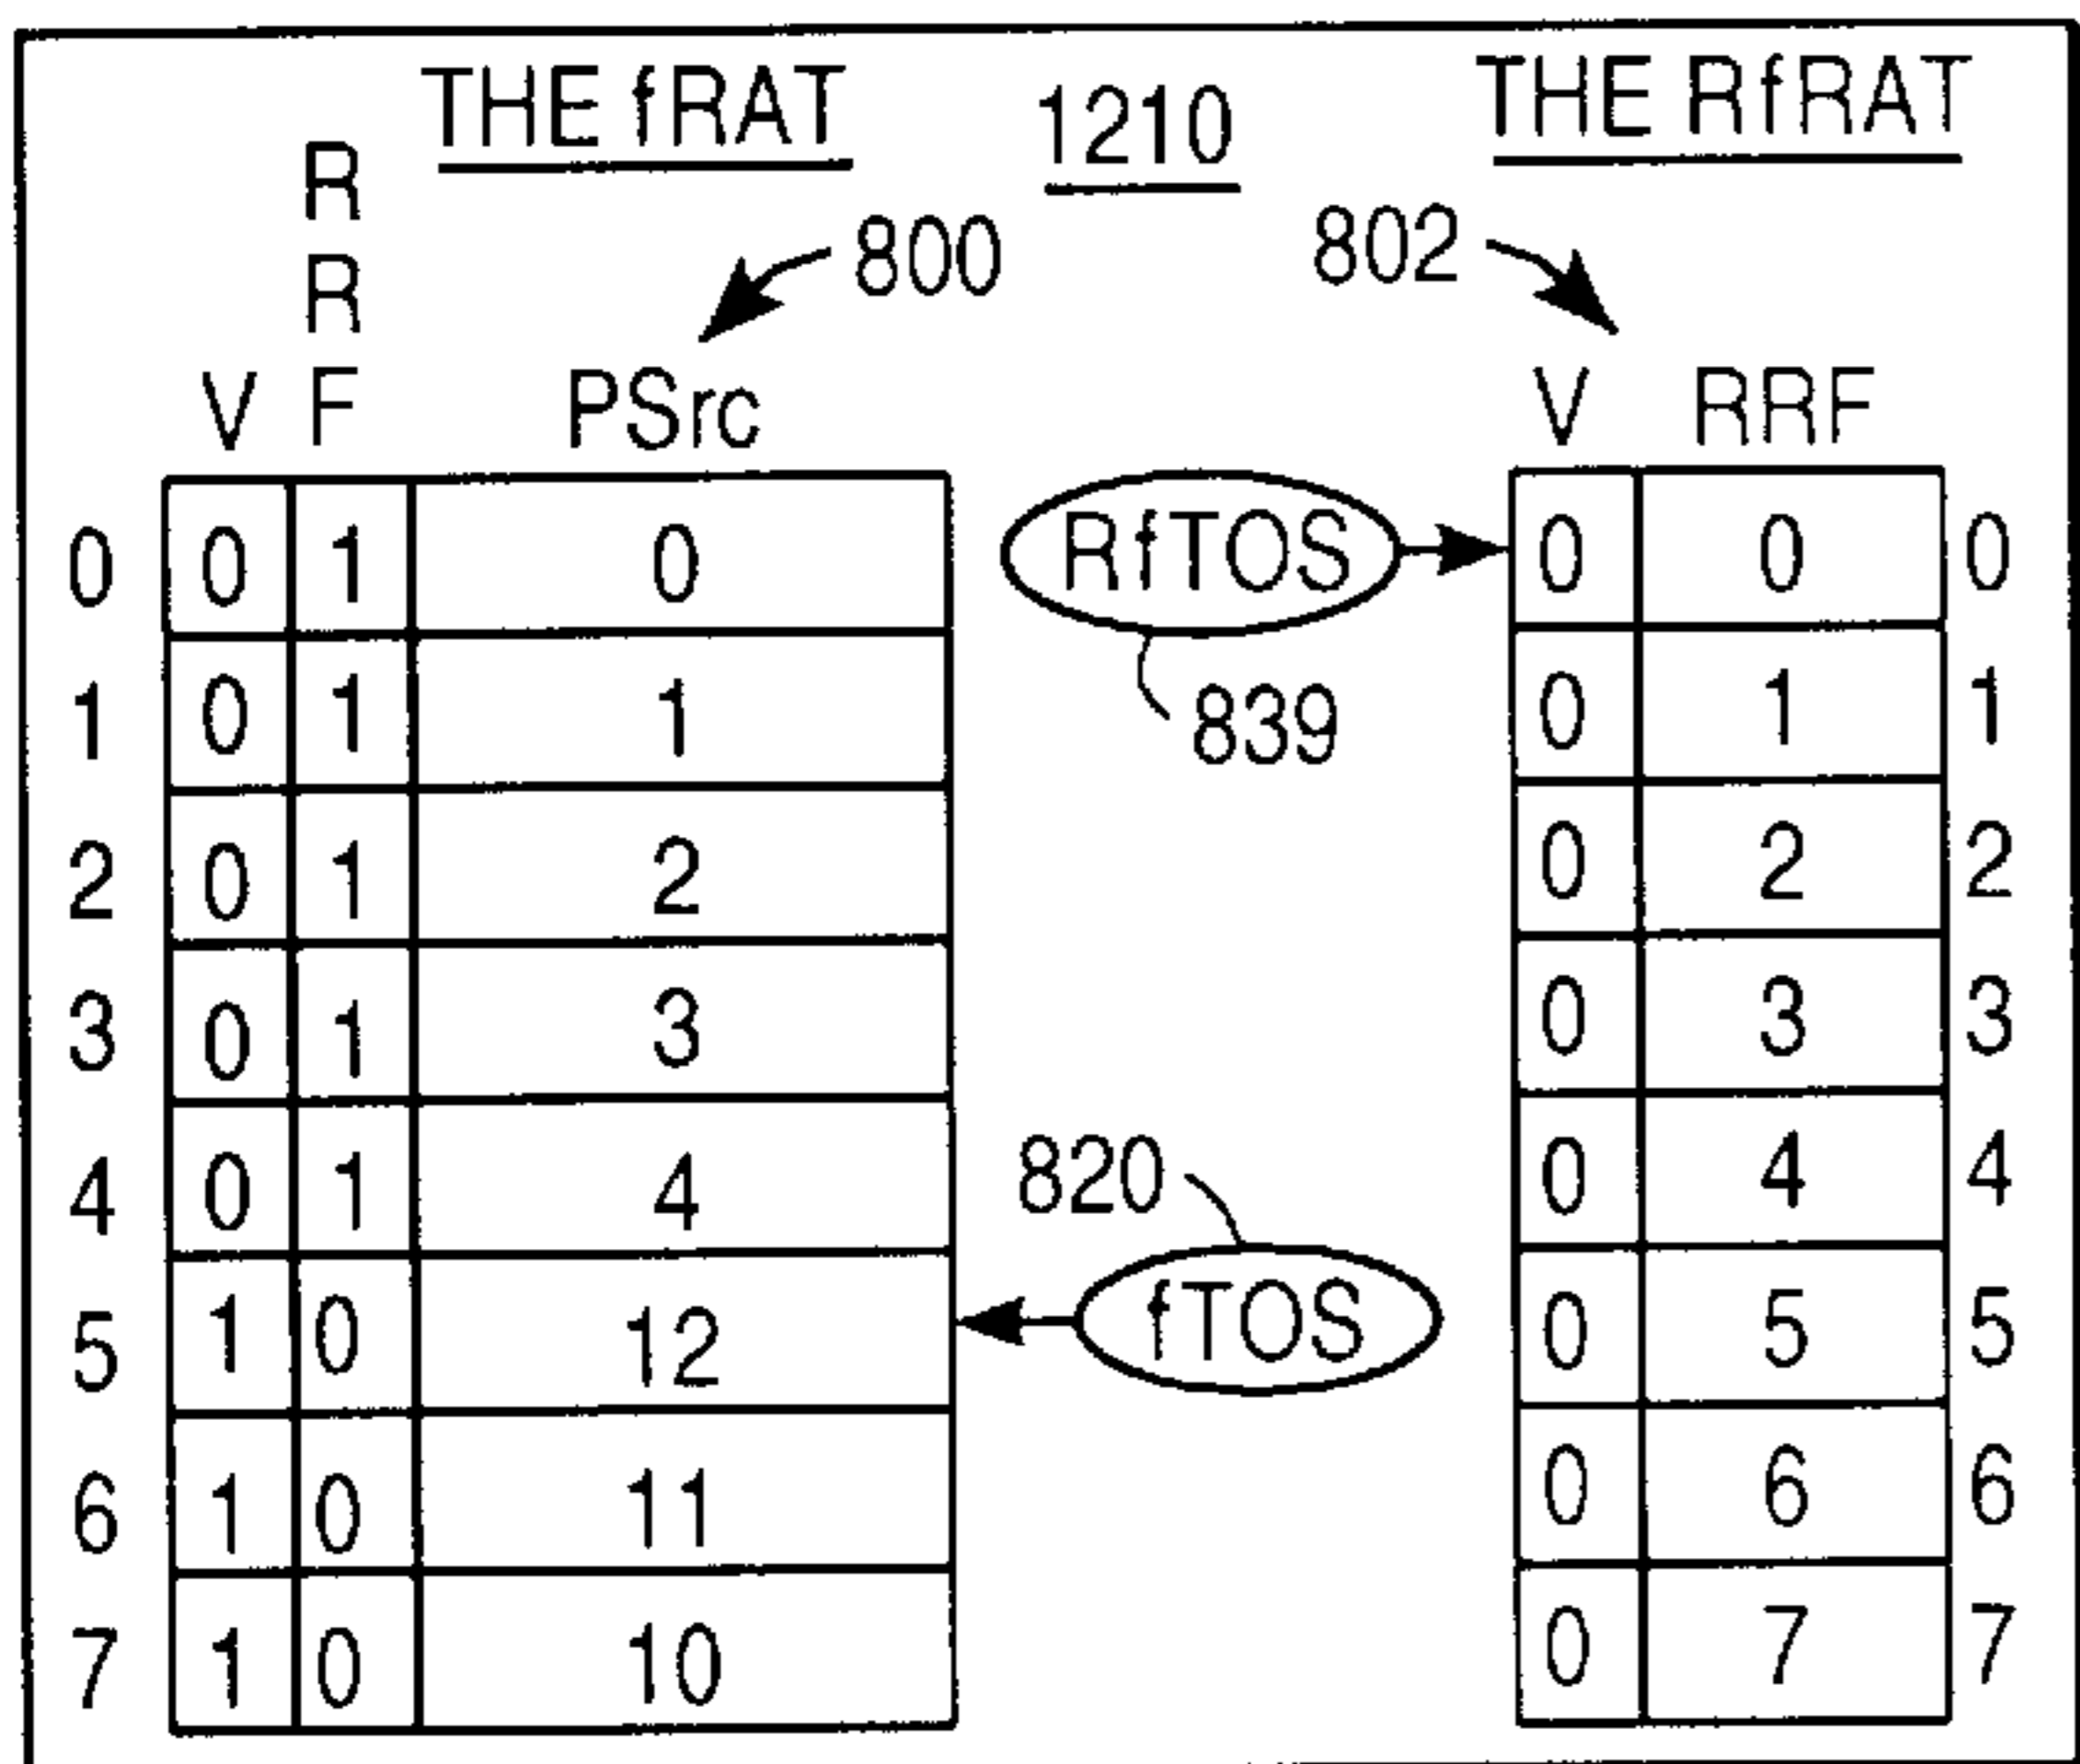 THE fRAT 1210 THE RfRAT
R
R 800 802
V F PSrc V RRF
0 0 1 0 RfTOS 0 0 0
1 0 1 1 839 0 1 1
2 0 1 2 0 2 2
3 0 1 3 0 3 3
4 0 1 4 820 0 4 4
5 1 0 12 fTOS 0 5 5
6 1 0 11 0 6 6
7 1 0 10 0 7 7